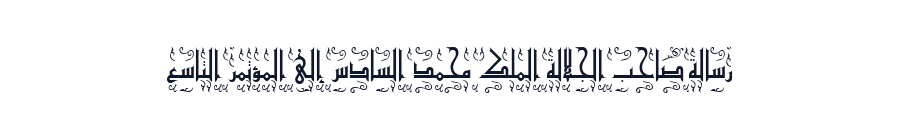 رسالة صاحب الجلالة الملك محمد السادس إلى المؤتمر التاسع